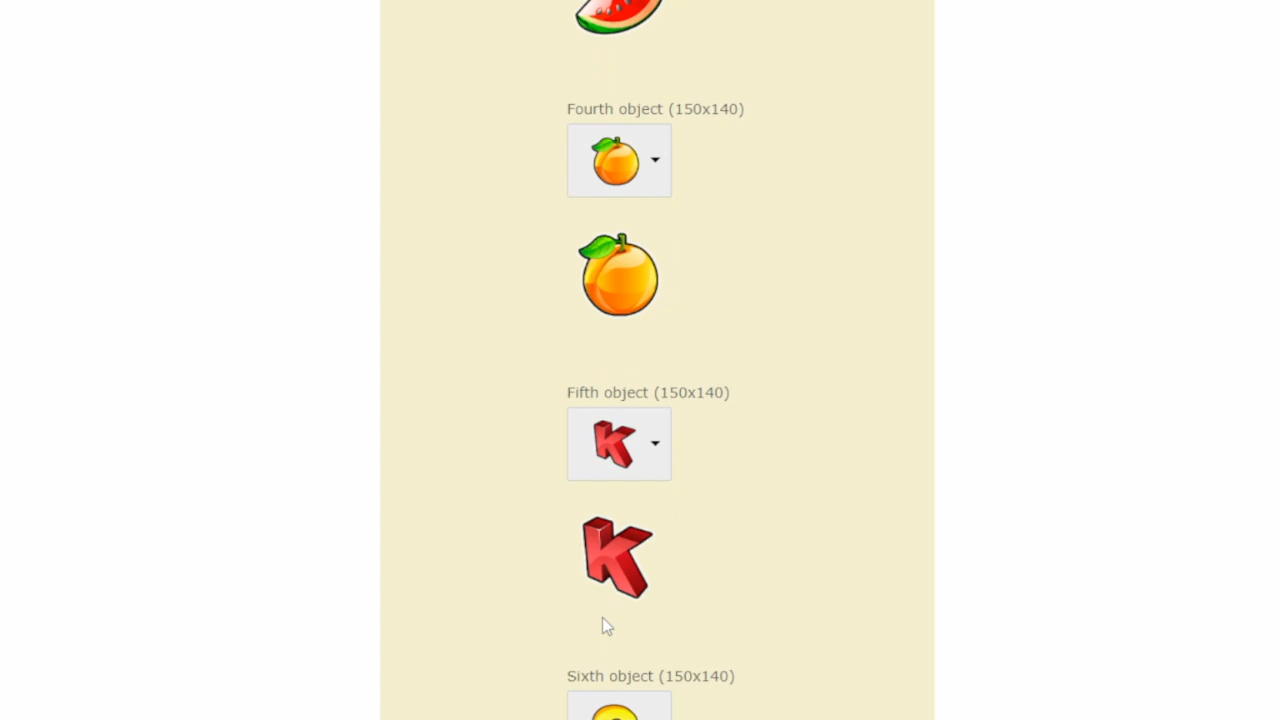 Fourth object (150x140)
Fifth object (150x140)
K
K
Sixth object (150x140)